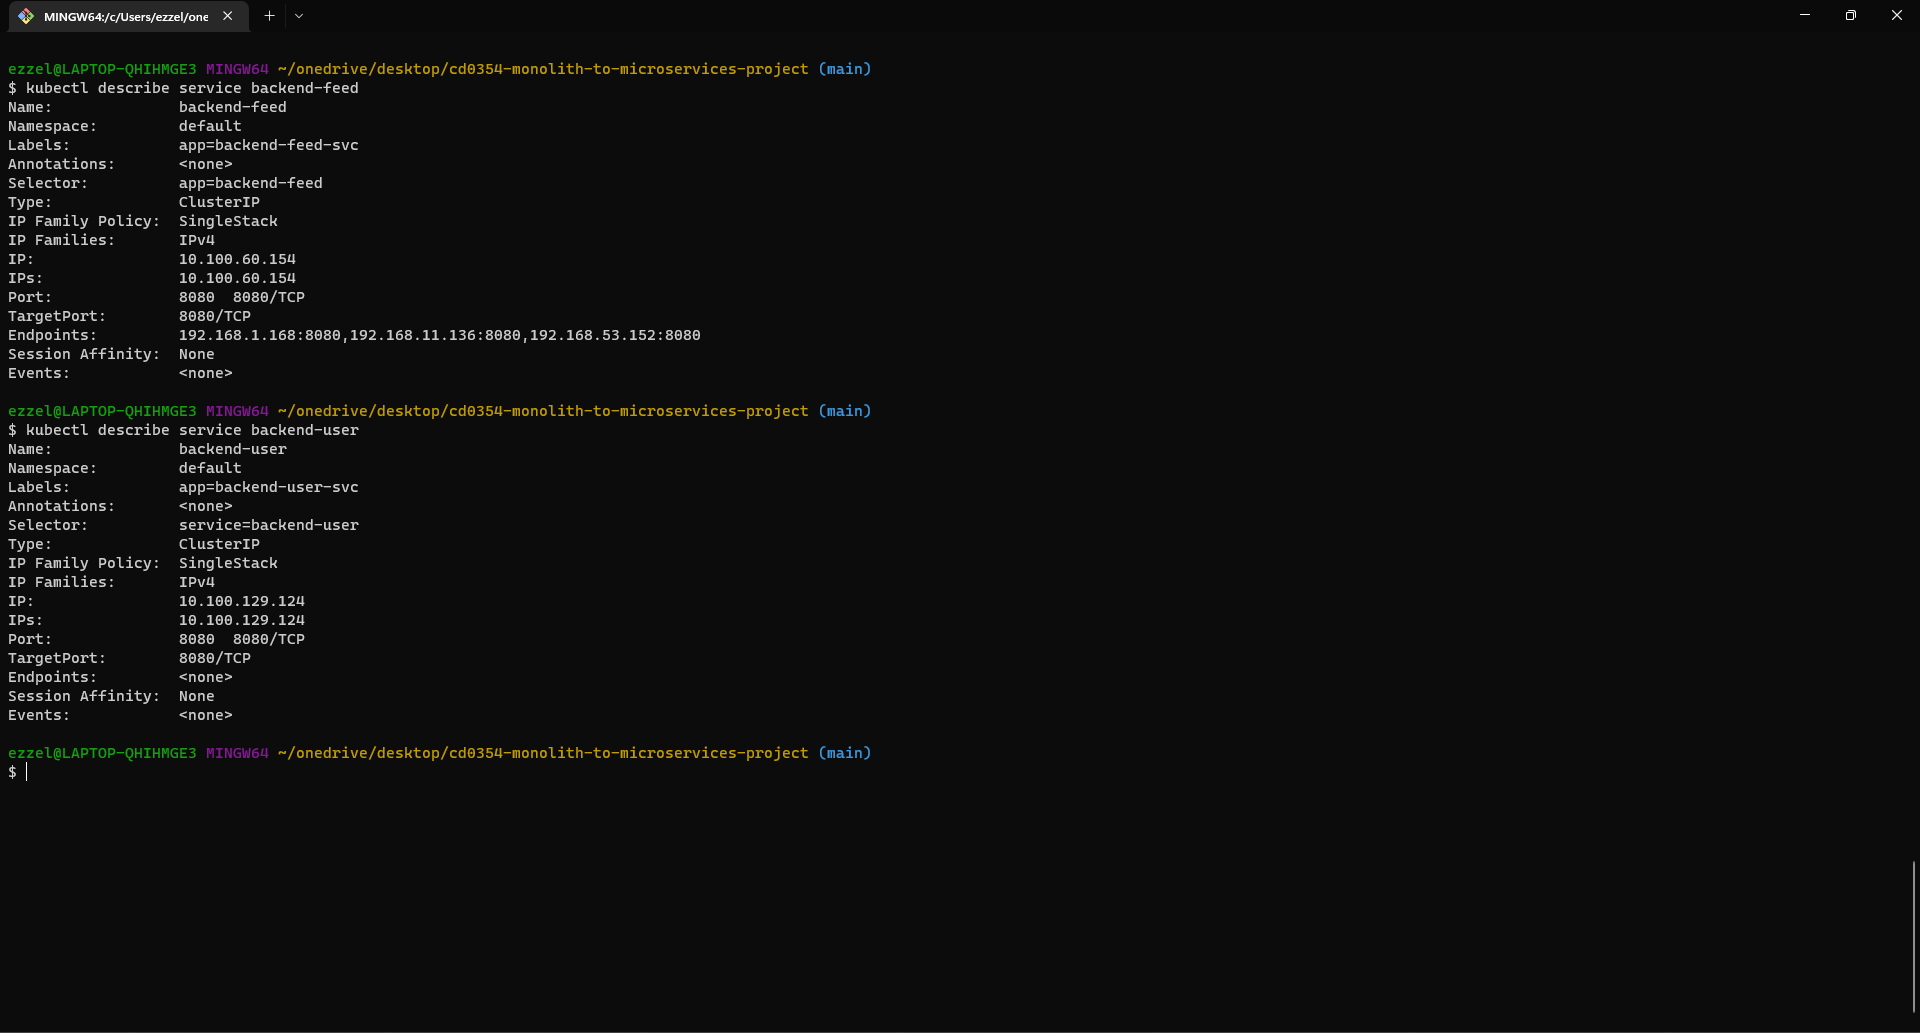 MINGW64:/c/Users/ezzel/one
ezzel@LAPTOP-QHIHMGE3 MINGW64 ~/onedrive/desktop/cd0354-monolith-to-microservices-project (main)
$ kubectl describe service backend-feed
Name:              backend-feed
Namespace:         default
Labels:            app=backend-feed-svc
Annotations:       <none>
Selector:          app=backend-feed
Type:              ClusterIP
IP Family Policy:  SingleStack
IP Families:       IPv4
IP:                10.100.60.154
IPs:               10.100.60.154
Port:              8080  8080/TCP
TargetPort:        8080/TCP
Endpoints:         192.168.1.168:8080,192.168.11.136:8080,192.168.53.152:8080
Session Affinity:  None
Events:            <none>
ezzel@LAPTOP-QHIHMGE3 MINGW64 ~/onedrive/desktop/cd0354-monolith-to-microservices-project (main)
$ kubectl describe service backend-user
Name:              backend-user
Namespace:         default
Labels:            app=backend-user-svc
Annotations:       <none>
Selector:          service=backend-user
Type:              ClusterIP
IP Family Policy:  SingleStack
IP Families:       IPv4
IP:                10.100.129.124
IPs:               10.100.129.124
Port:              8080  8080/TCP
TargetPort:        8080/TCP
Endpoints:         <none>
Session Affinity:  None
Events:            <none>
ezzel@LAPTOP-QHIHMGE3 MINGW64 ~/onedrive/desktop/cd0354-monolith-to-microservices-project (main)
$